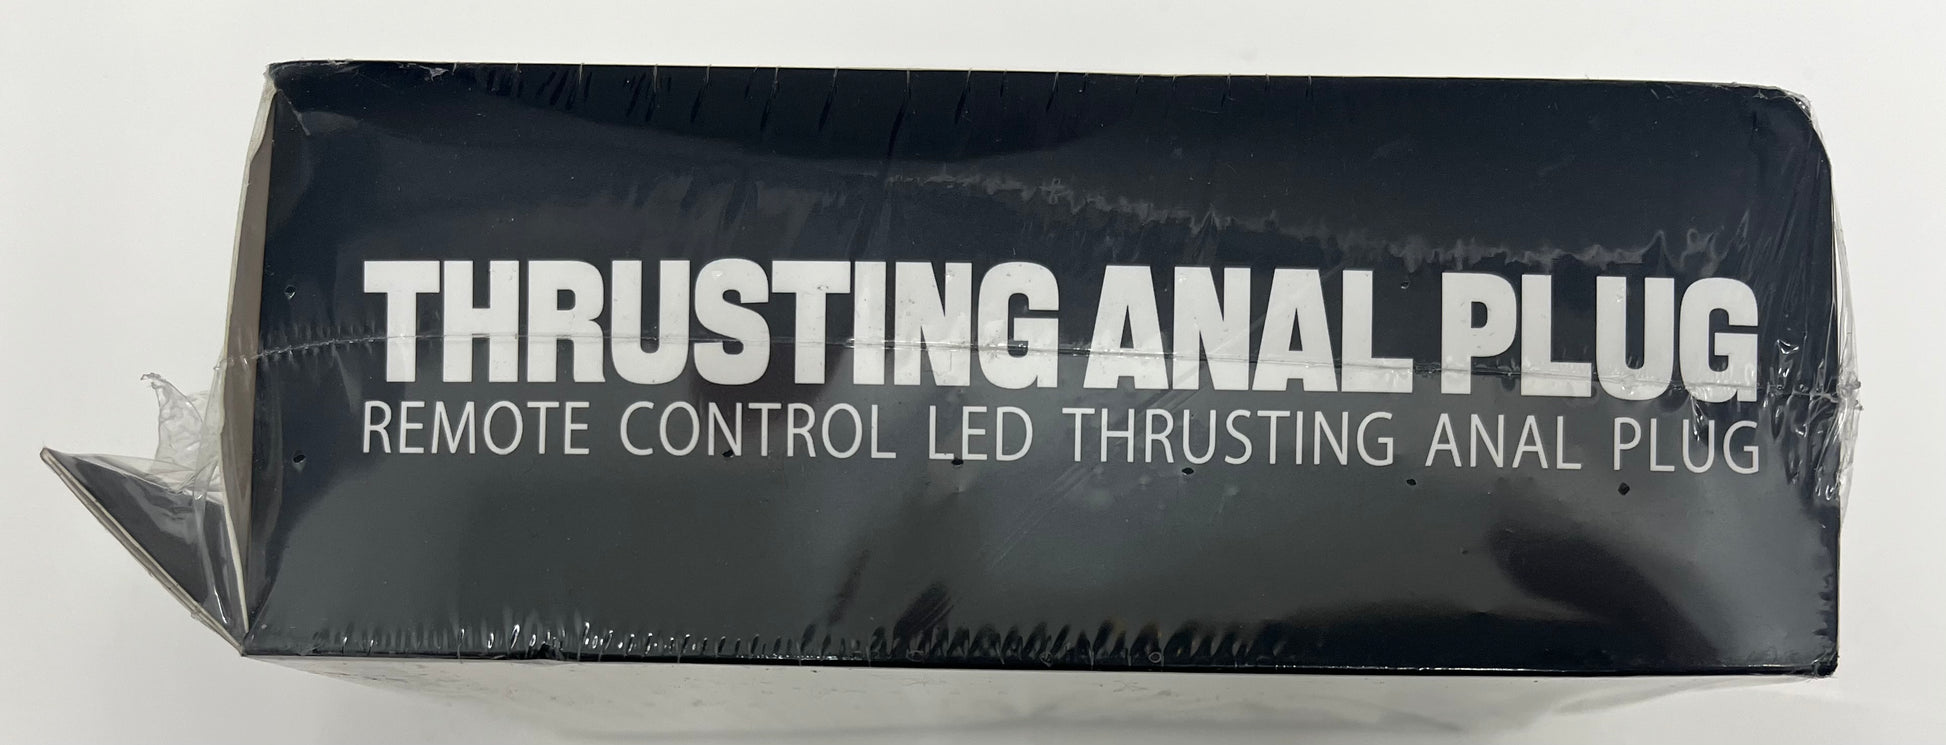 THRUSTING ANAL PLUG
REMOTE CONTROL LED THRUSTING ANAL PLUG